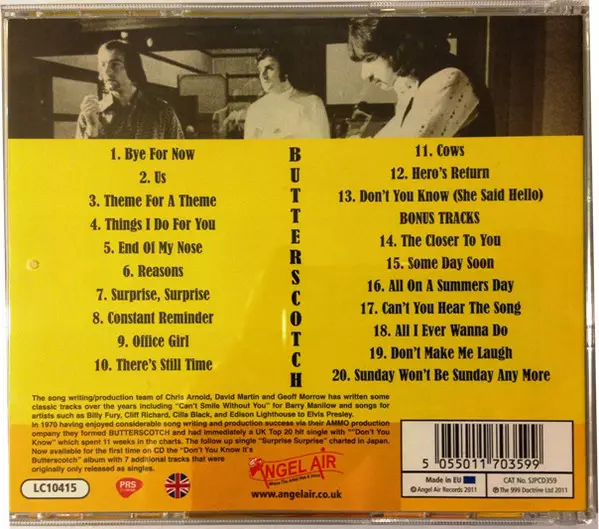 1. Bye For Now
2. Us
3. Theme For A Theme
4. Things I Do For You
5. End Of My Nose
6. Reasons
7. Surprise, Surprise
8. Constant Reminder
9. Office Girl
10. There's Still Time
BUTTERSCOTCH
11. Cows
12. Hero's Return
13. Don't You Know (She Said Hello)
BONUS TRACKS
14. The Closer To You
15. Some Day Soon
16. All On A Summers Day
17. Can't You Hear The Song
18. All I Ever Wanna Do
19. Don't Make Me Laugh
20. Sunday Won't Be Sunday Any More
The song writing/production team of Chris Arnold, David Martin and Geoff Morrow has written some
classic tracks over the years including "Can't Smile Without You" for Barry Manilow and songs for
artists such as Billy Fury, Cliff Richard, Cilla Black, and Edison Lighthouse to Elvis Presley.
In 1970 having enjoyed considerable song writing and production success via their AMMO production
ompany they formed BUTTERSCOTCH and had immediately a UK Top 20 hit single with ""Don't You
Know" which spent 11 weeks in the charts. The follow up single "Surprise Surprise" charted in Japan.
Now available for the first time on CD the "Don't You Know It's
Butterscotch" album with 7 additional tracks that were
originally only released as singles.
LC10415
PRS
ANGEL AIR
Where The Artist Has A Voice
www.angelair.co.uk
5 055011 703599
Made in EU
CAT No. SJPCD359
℗ Angel Air Records 2011
© The 999 Doctrine Ltd 2011